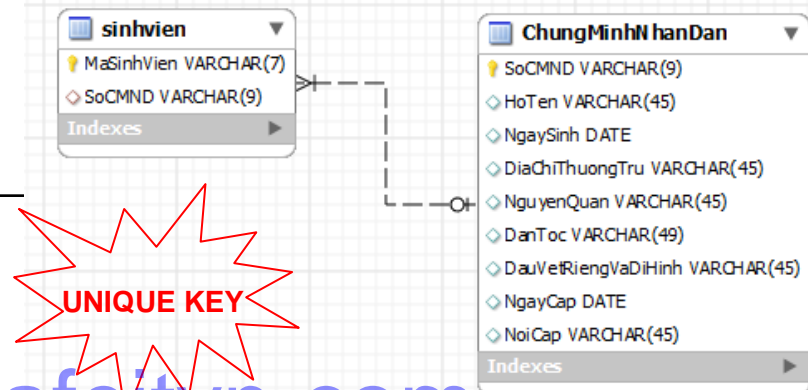 sinhvien
MaSinhVien VARCHAR(7)
SoCMND VARCHAR(9)
Indexes
ChungMinhNhanDan
SoCMND VARCHAR(9)
HoTen VARCHAR(45)
NgaySinh DATE
DiaChiThuongTru VARCHAR(45)
NguyenQuan VARCHAR(45)
DanToc VARCHAR(49)
DauVetRiengVaDiHinh VARCHAR(45)
NgayCap DATE
NoiCap VARCHAR(45)
Indexes
UNIQUE KEY